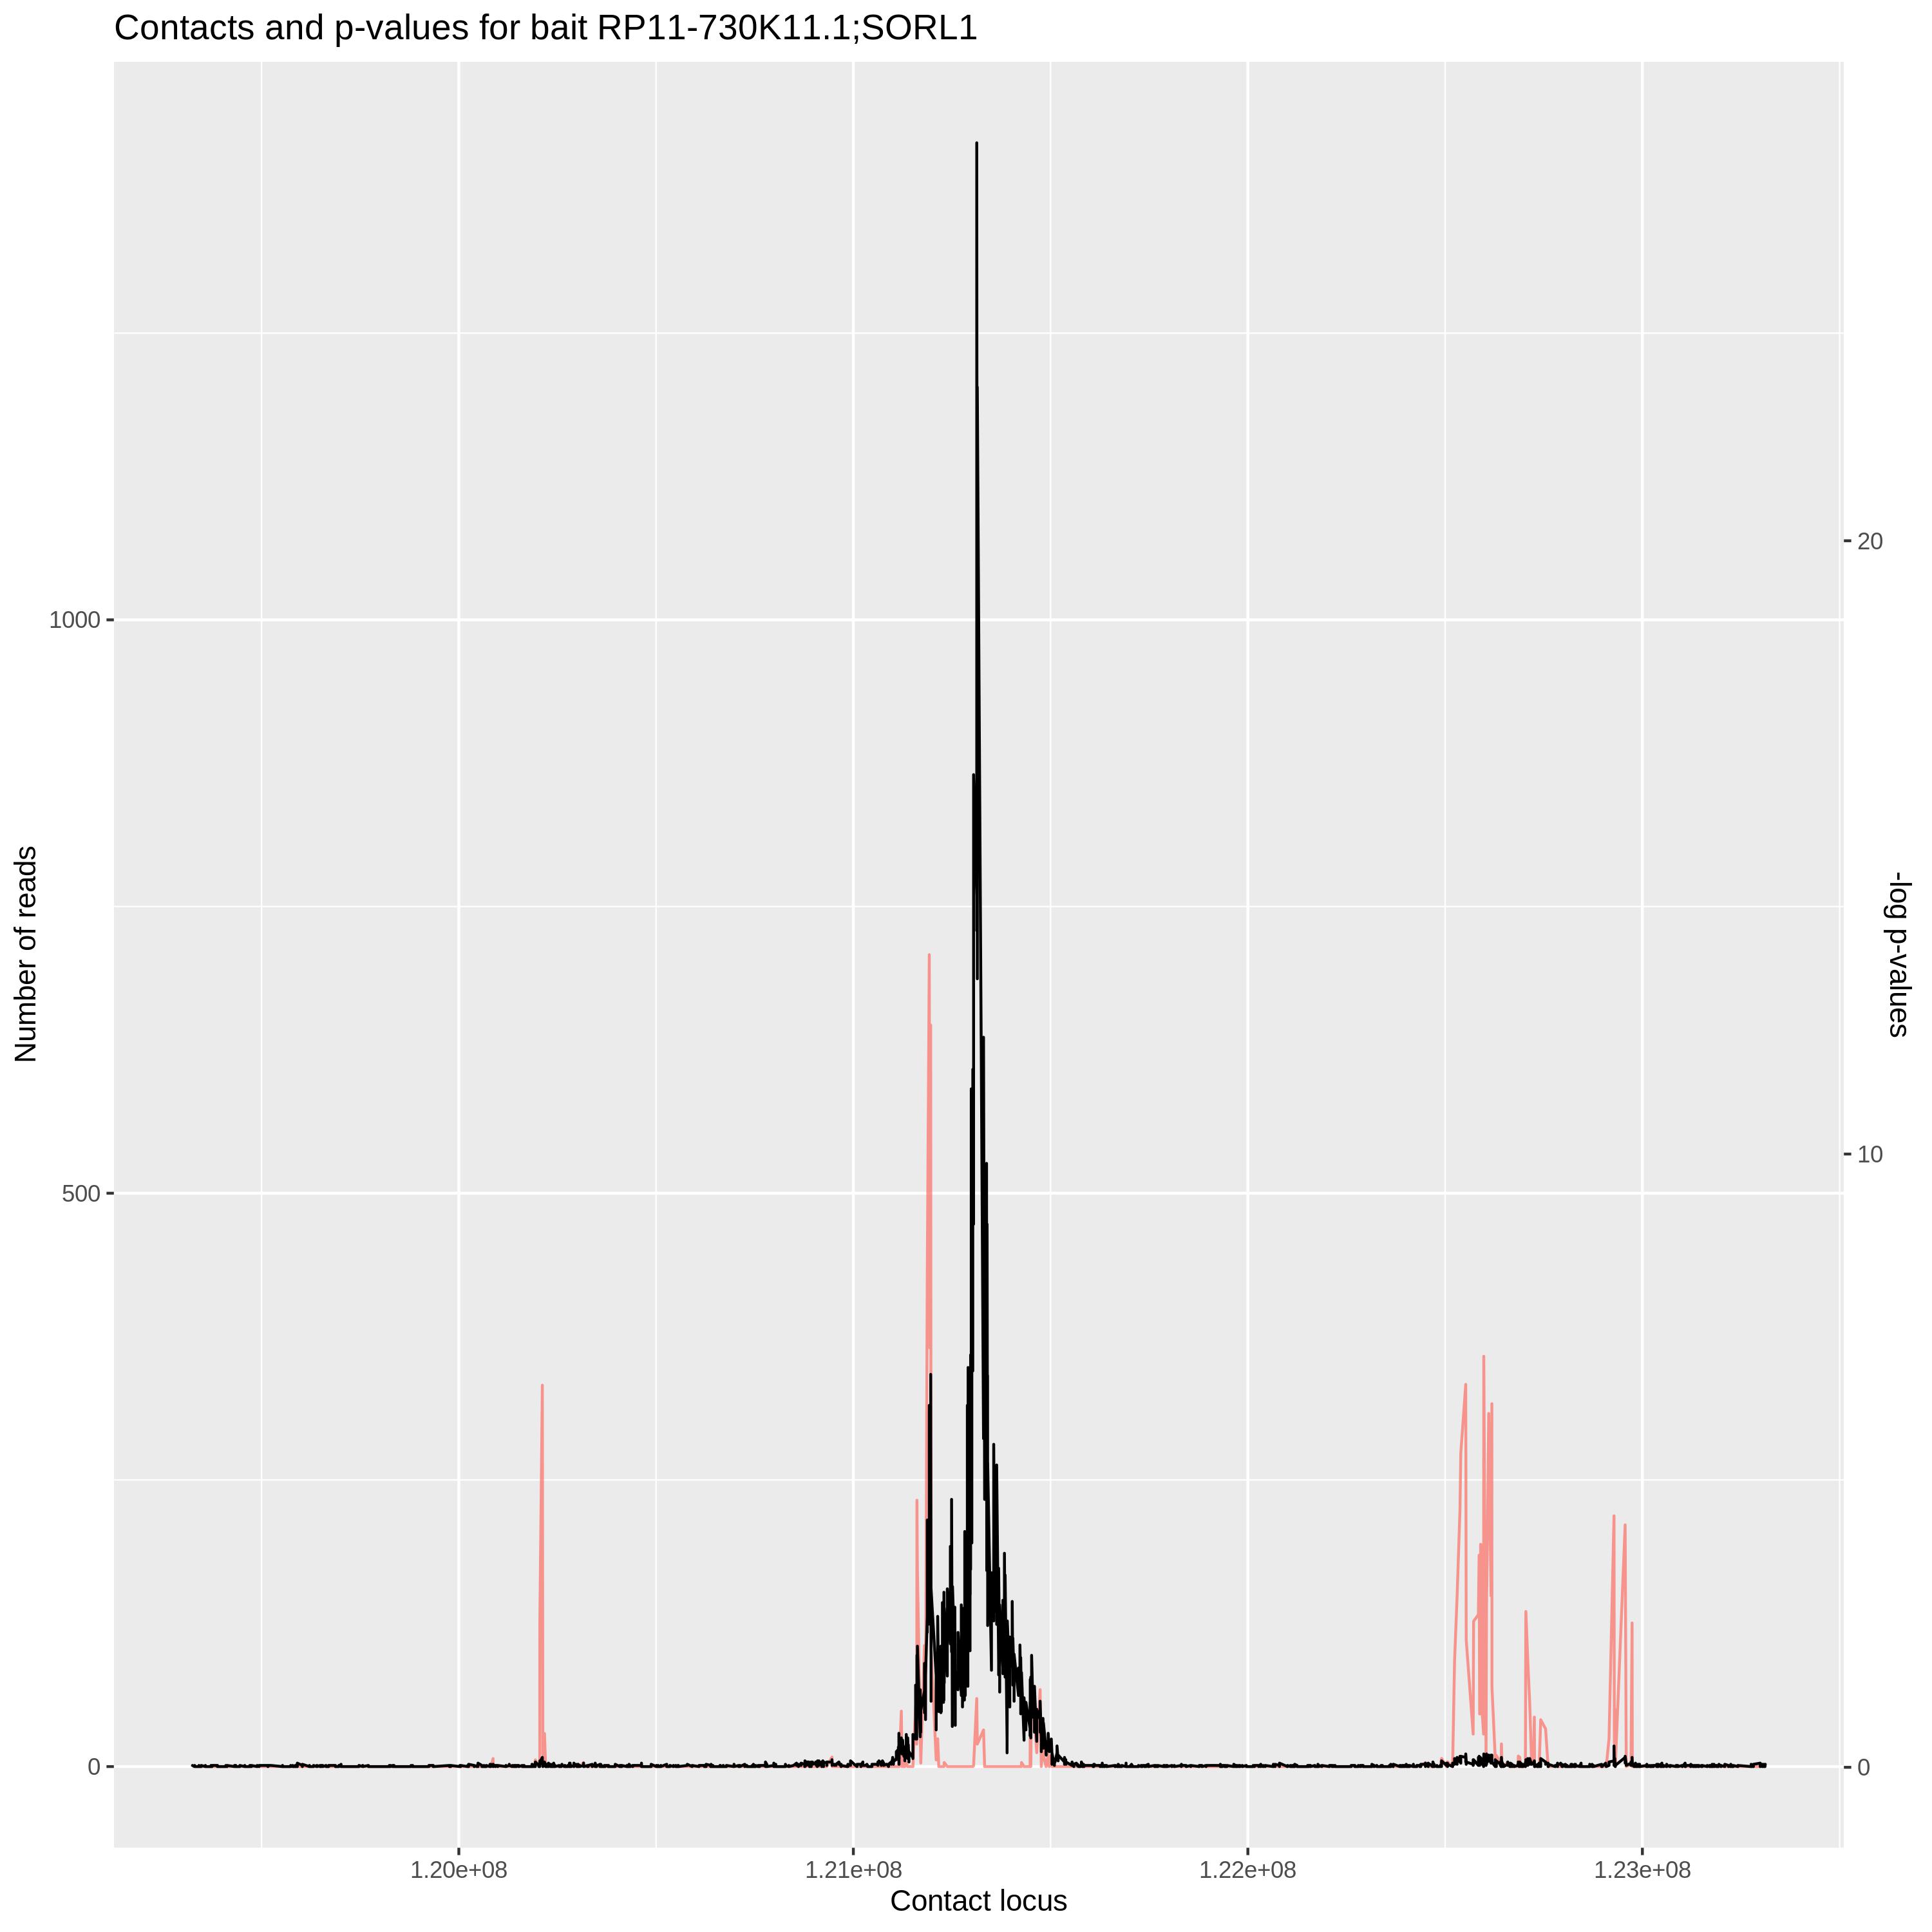 Contacts and p-values for bait RP11-730K11.1;SORL1
Number of reads
1000
500
0
20
10
0
-log p-values
1.20e+08 1.21e+08 1.22e+08 1.23e+08
Contact locus